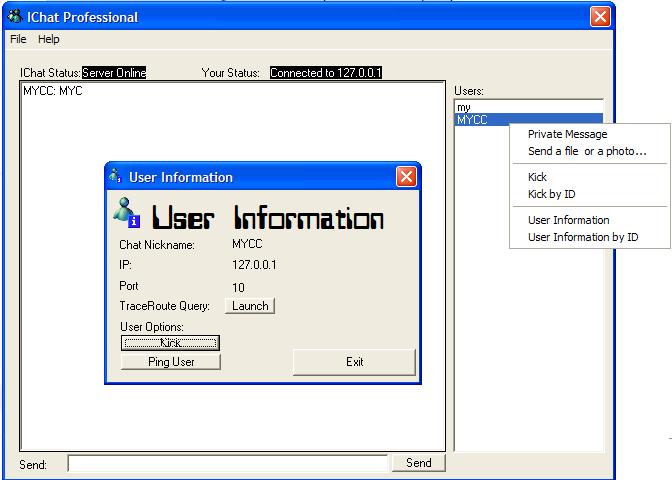 IChat Professional
File Help
IChat Status: Server Online Your Status: Connected to 127.0.0.1
Users:
MYCC: MYC
my
MYCC
Private Message
Send a file or a photo...
Kick
Kick by ID
User Information
User Information by ID
User Information
User Information
Chat Nickname: MYCC
IP: 127.0.0.1
Port 10
TraceRoute Query: Launch
User Options:
Kick
Ping User
Exit
Send: Send